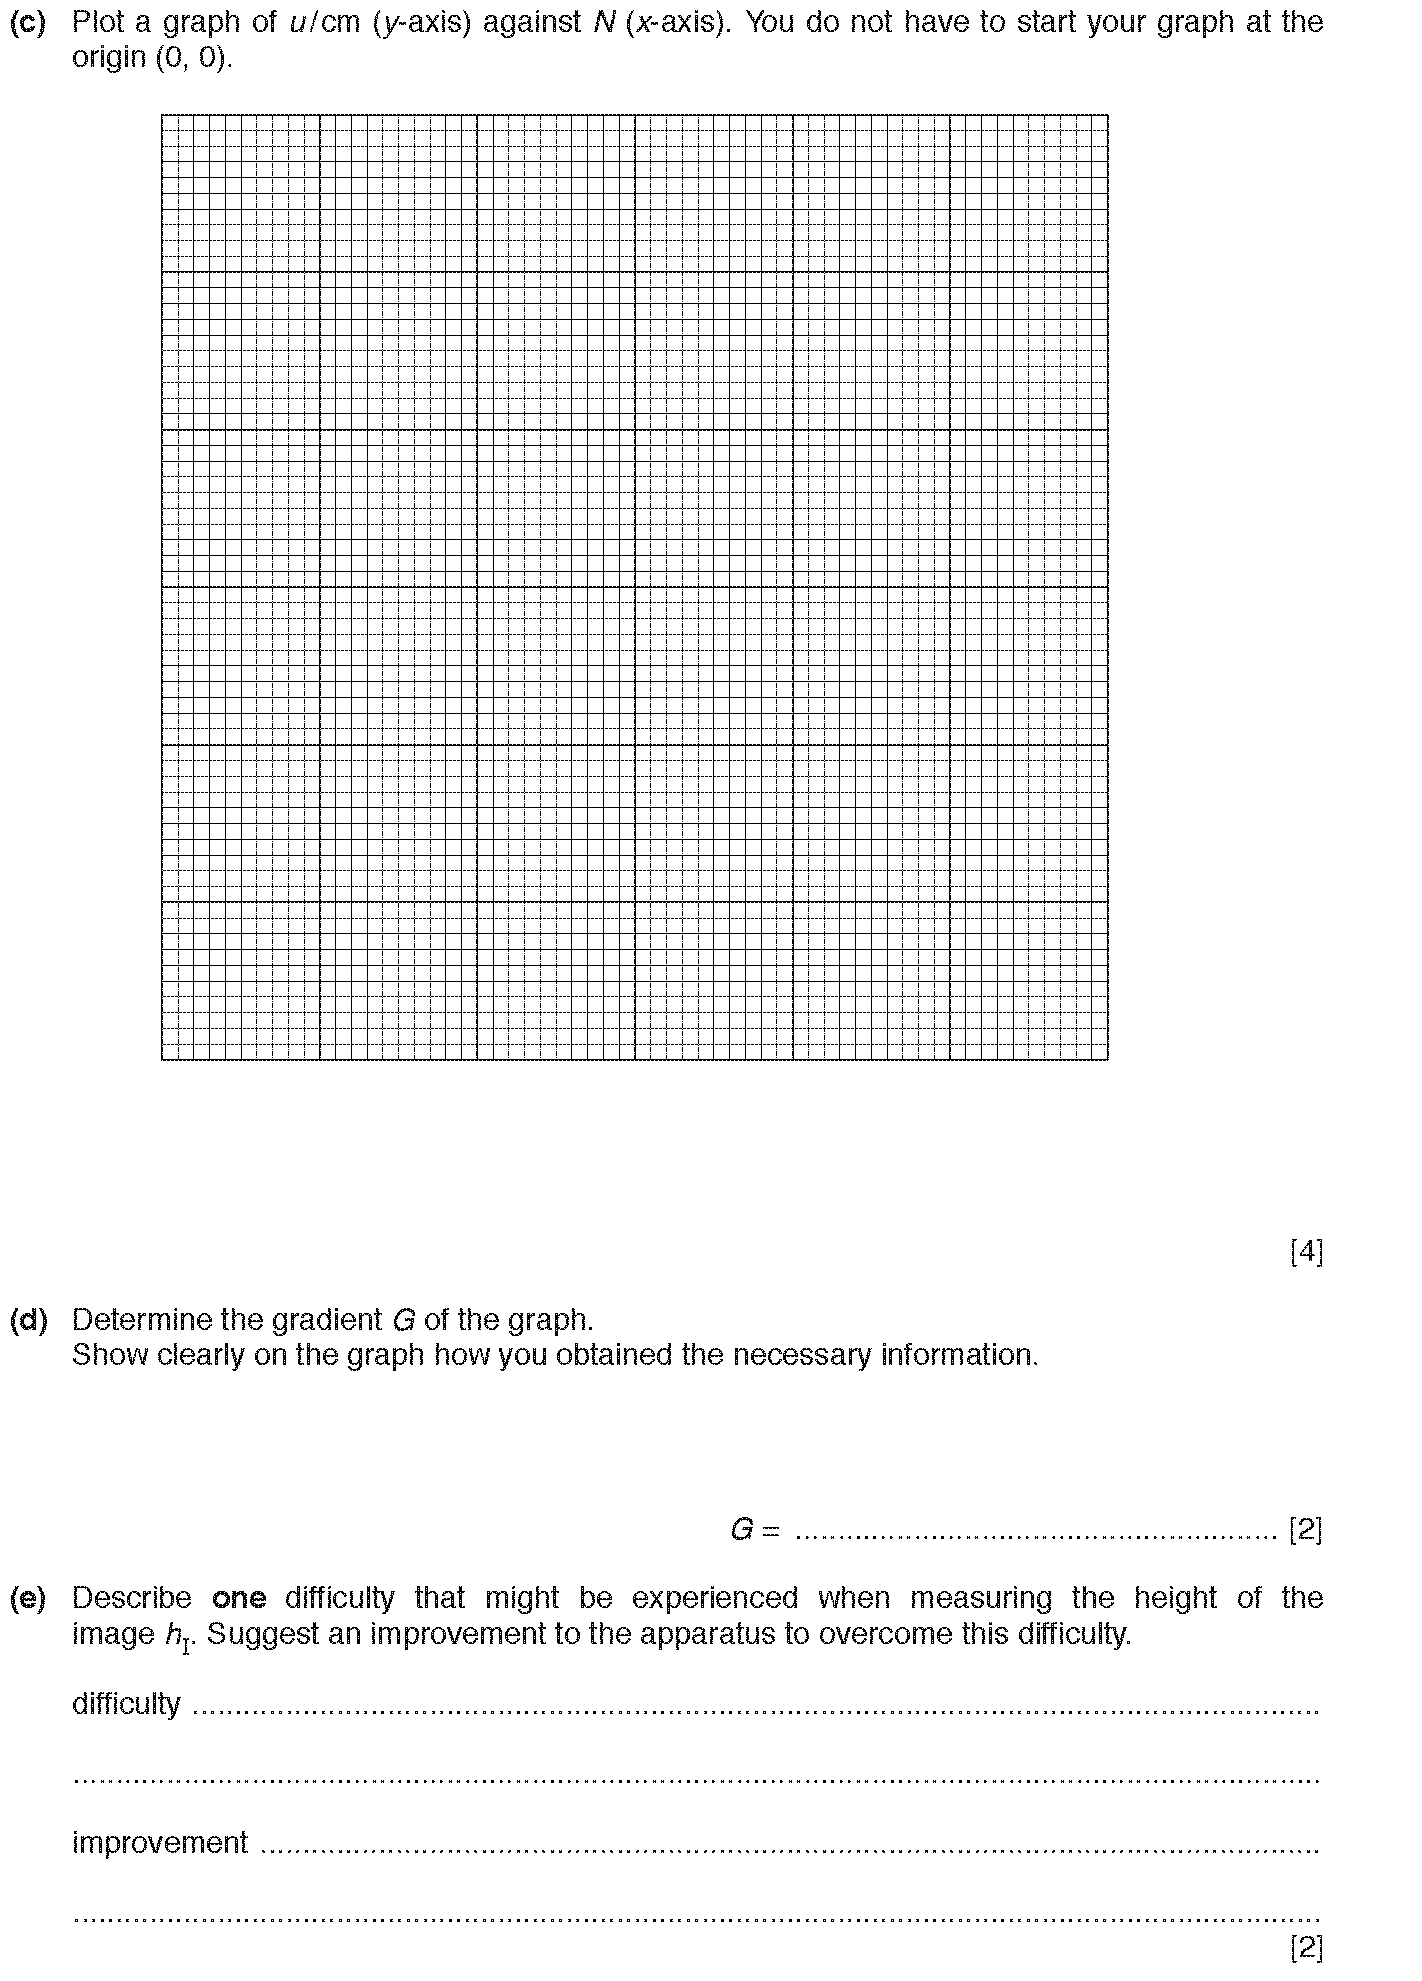 (c) Plot a graph of u/cm (y-axis) against N (x-axis). You do not have to start your graph at the
origin (0, 0).
[4]
(d) Determine the gradient G of the graph.
Show clearly on the graph how you obtained the necessary information.
G = ........................................................ [2]
(e) Describe one difficulty that might be experienced when measuring the height of the
image hI. Suggest an improvement to the apparatus to overcome this difficulty.
difficulty ..........................................................................................................................
.......................................................................................................................................
improvement ...................................................................................................................
.......................................................................................................................................
[2]